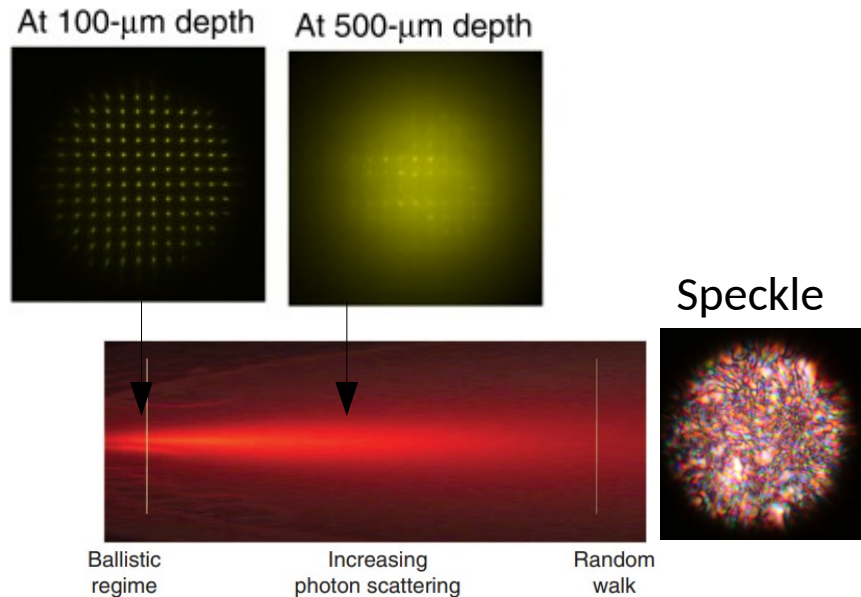 At 100-μm depth
At 500-μm depth
Speckle
Ballistic
regime
Increasing
photon scattering
Random
walk